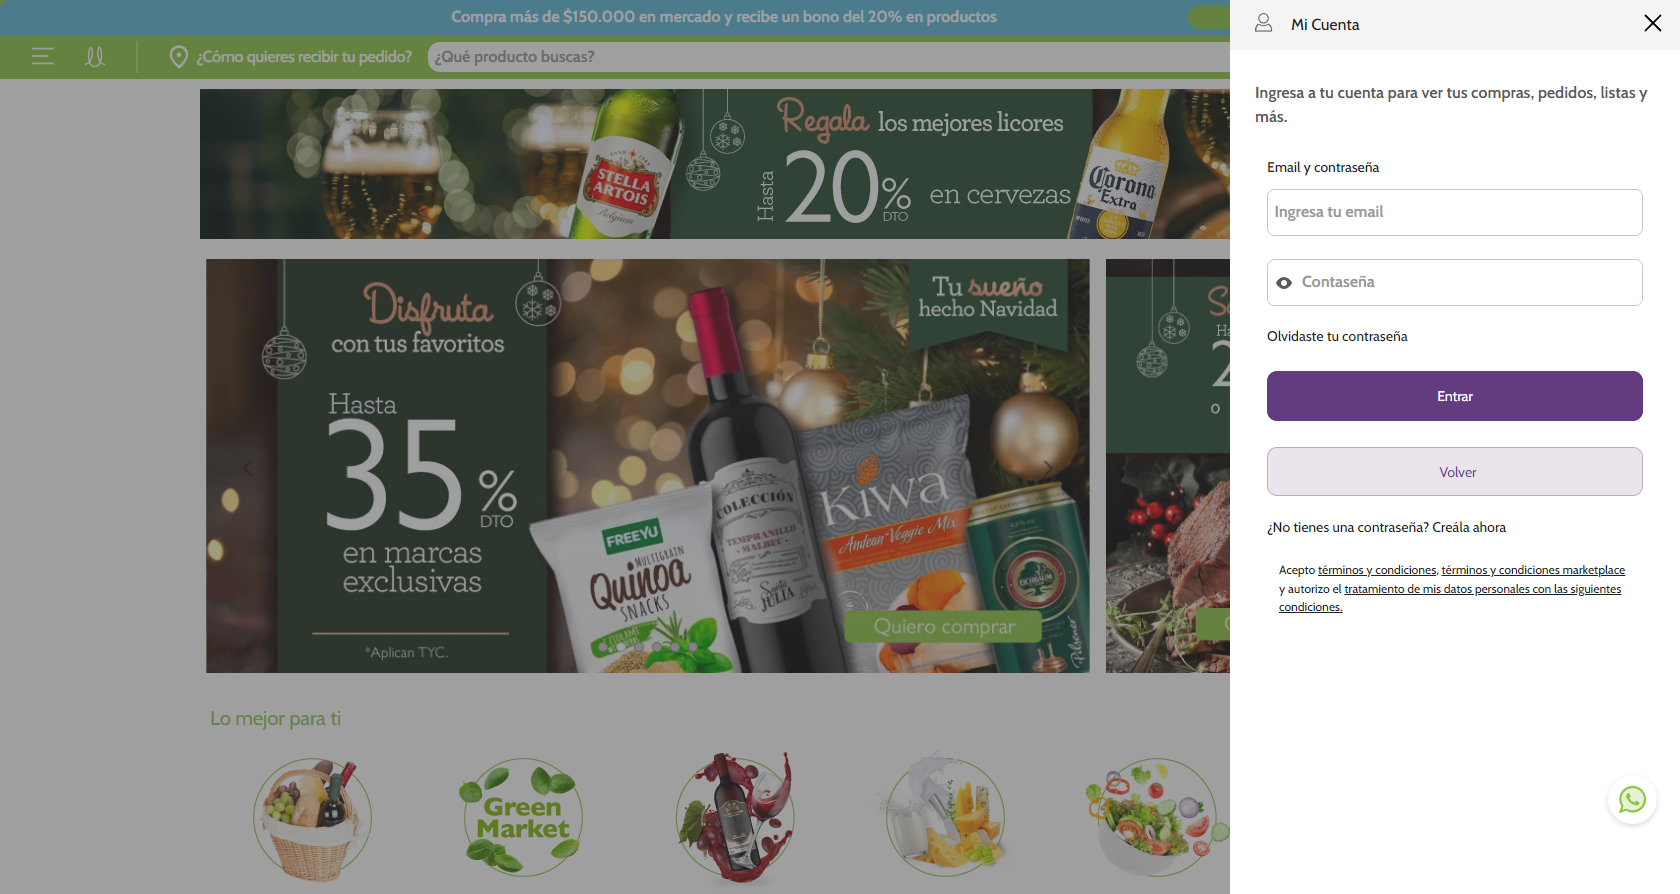 Compra más de $150.000 en mercado y recibe un bono del 20% en productos
¿Cómo quieres recibir tu pedido?
¿Qué producto buscas?
Regala los mejores licores
Hasta 20% DTO en cervezas
STELLA ARTOIS
Belgium
Corona
Extra
Disfruta
con tus favoritos
Hasta
35% DTO
en marcas
exclusivas
*Aplican TYC.
Tu sueño
hecho Navidad
FREEYU
MULTIGRAIN
Quinoa
SNACKS
COLECCIÓN
TEMPRANILLO
MALBEC
Santa
JULIA
KIWa
Andean Veggie Mix
EICHBAUM
Pilsener
Quiero comprar
Lo mejor para ti
Green
Market
Mi Cuenta
Ingresa a tu cuenta para ver tus compras, pedidos, listas y
más.
Email y contraseña
Ingresa tu email
Contaseña
Olvidaste tu contraseña
Entrar
Volver
¿No tienes una contraseña? Creála ahora
Acepto términos y condiciones, términos y condiciones marketplace
y autorizo el tratamiento de mis datos personales con las siguientes
condiciones.